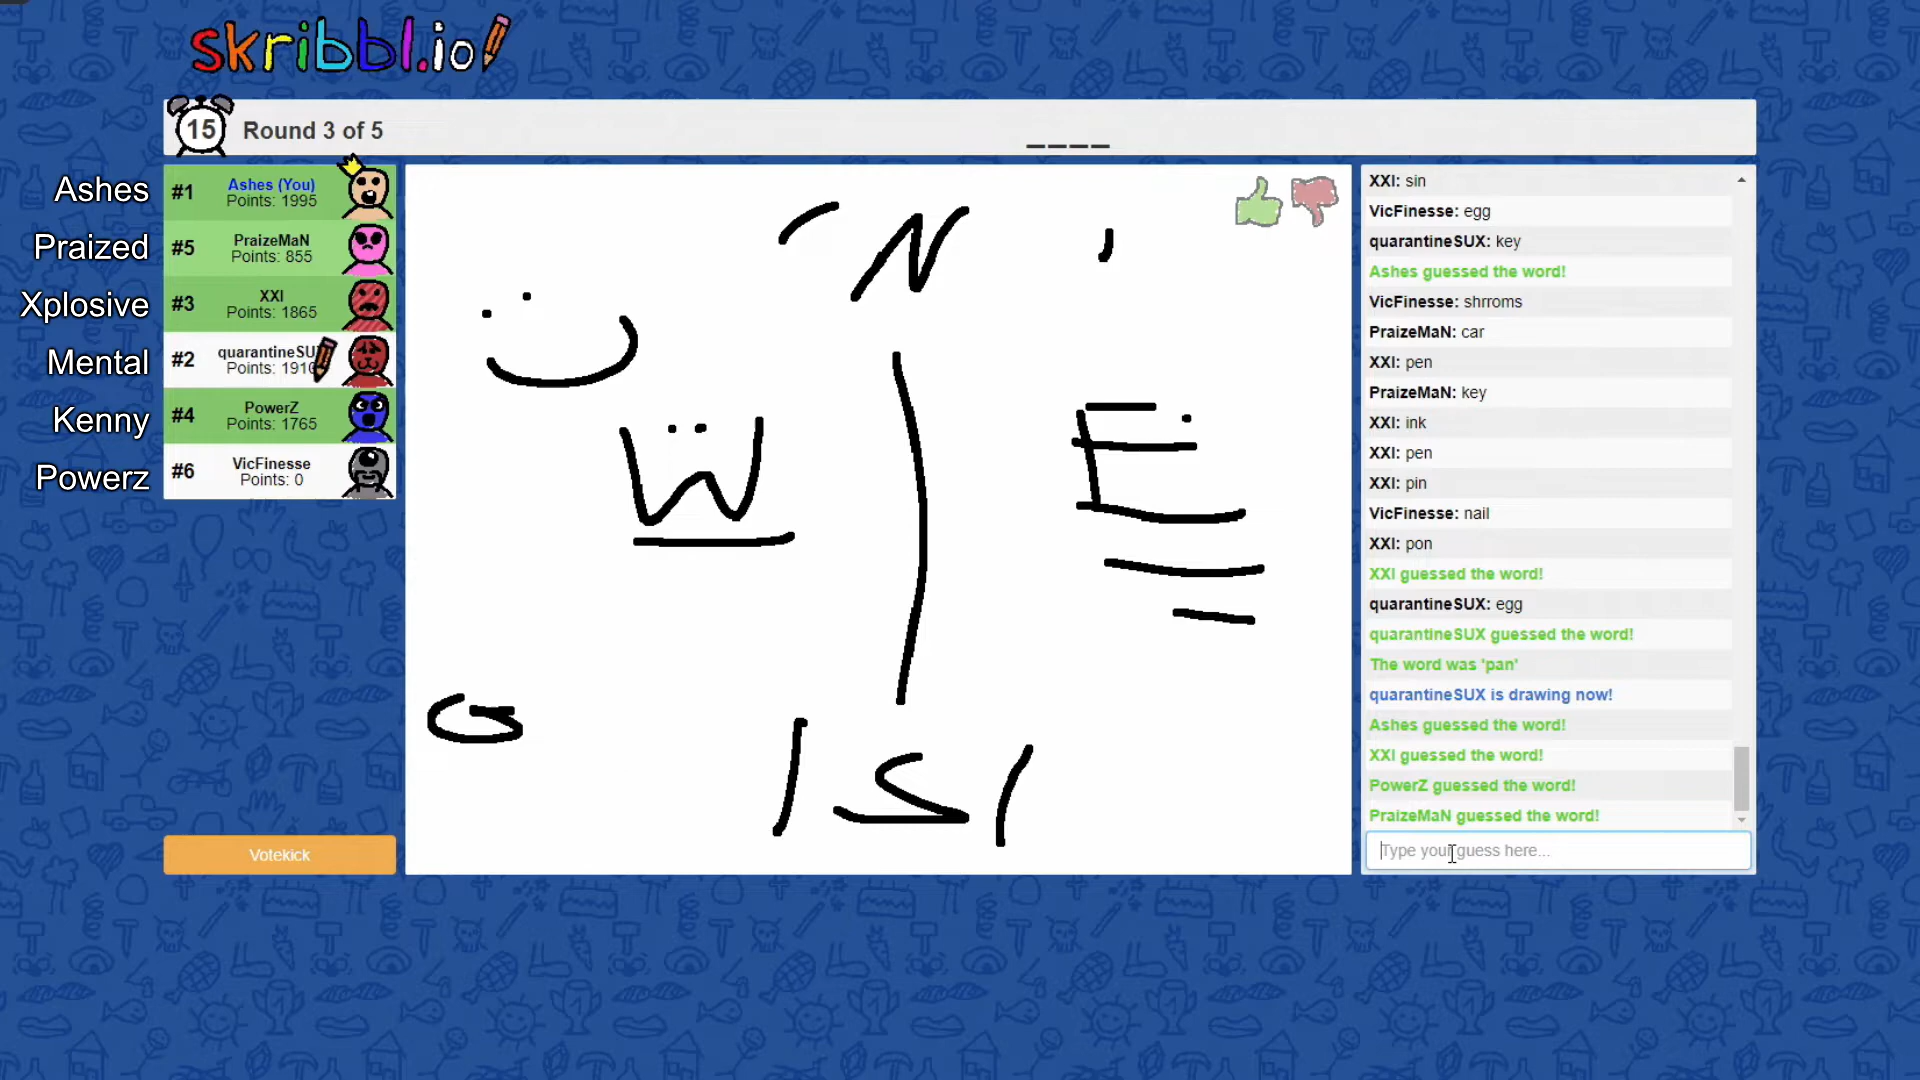 skribbl.io
15 Round 3 of 5
____
Ashes
Praized
Xplosive
Mental
Kenny
Powerz
#1 Ashes (You)
Points: 1995
#5 PraizeMaN
Points: 855
#3 XXI
Points: 1865
#2 quarantineSU
Points: 1910
#4 PowerZ
Points: 1765
#6 VicFinesse
Points: 0
Votekick
N
W
E
S
XXI: sin
VicFinesse: egg
quarantineSUX: key
Ashes guessed the word!
VicFinesse: shrroms
PraizeMaN: car
XXI: pen
PraizeMaN: key
XXI: ink
XXI: pen
XXI: pin
VicFinesse: nail
XXI: pon
XXI guessed the word!
quarantineSUX: egg
quarantineSUX guessed the word!
The word was 'pan'
quarantineSUX is drawing now!
Ashes guessed the word!
XXI guessed the word!
PowerZ guessed the word!
PraizeMaN guessed the word!
Type your guess here...